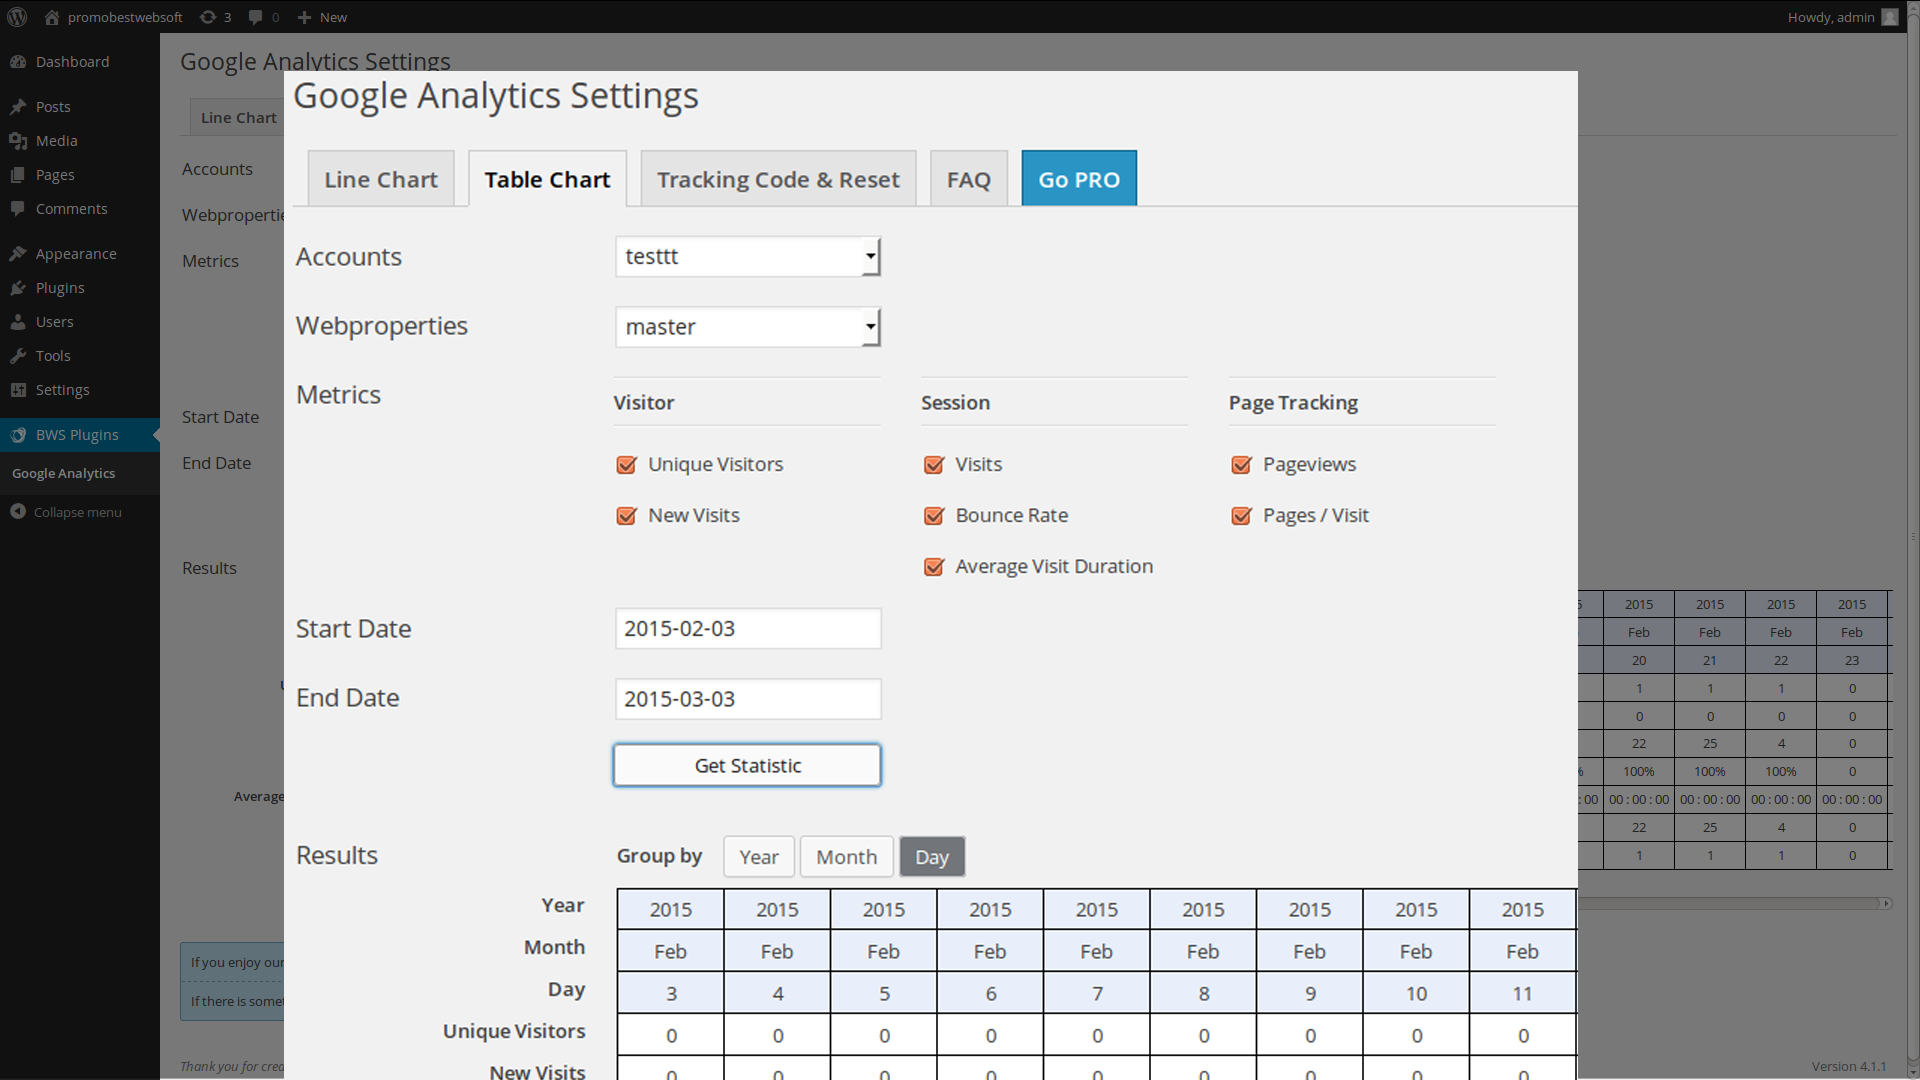 promobestwebsoft 3 0 New Howdy, admin
Dashboard
Posts
Media
Pages
Comments
Appearance
Plugins
Users
Tools
Settings
BWS Plugins
Google Analytics
Collapse menu
Google Analytics Settings
Line Chart
Accounts
Metrics
Start Date
End Date
Results
Average
If you enjoy our
Google Analytics Settings
Line Chart Table Chart Tracking Code & Reset FAQ Go PRO
Accounts testtt
Webproperties master
Metrics Visitor Session Page Tracking
Unique Visitors Visits Pageviews
New Visits Bounce Rate Pages / Visit
Average Visit Duration
Start Date 2015-02-03
End Date 2015-03-03
Get Statistic
Results Group by Year Month Day
Year 2015 2015 2015 2015 2015 2015 2015 2015 2015
Month Feb Feb Feb Feb Feb Feb Feb Feb Feb
Day 3 4 5 6 7 8 9 10 11
Unique Visitors 0 0 0 0 0 0 0 0 0
New Visits 0 0 0 0 0 0 0 0 0
2015 2015 2015 2015
Feb Feb Feb Feb
20 21 22 23
1 1 1 0
0 0 0 0
22 25 4 0
100% 100% 100% 0
:00 00:00:00 00:00:00 00:00:00 00:00:00
22 25 4 0
1 1 1 0
If there is
Thank you for
Version 4.1.1